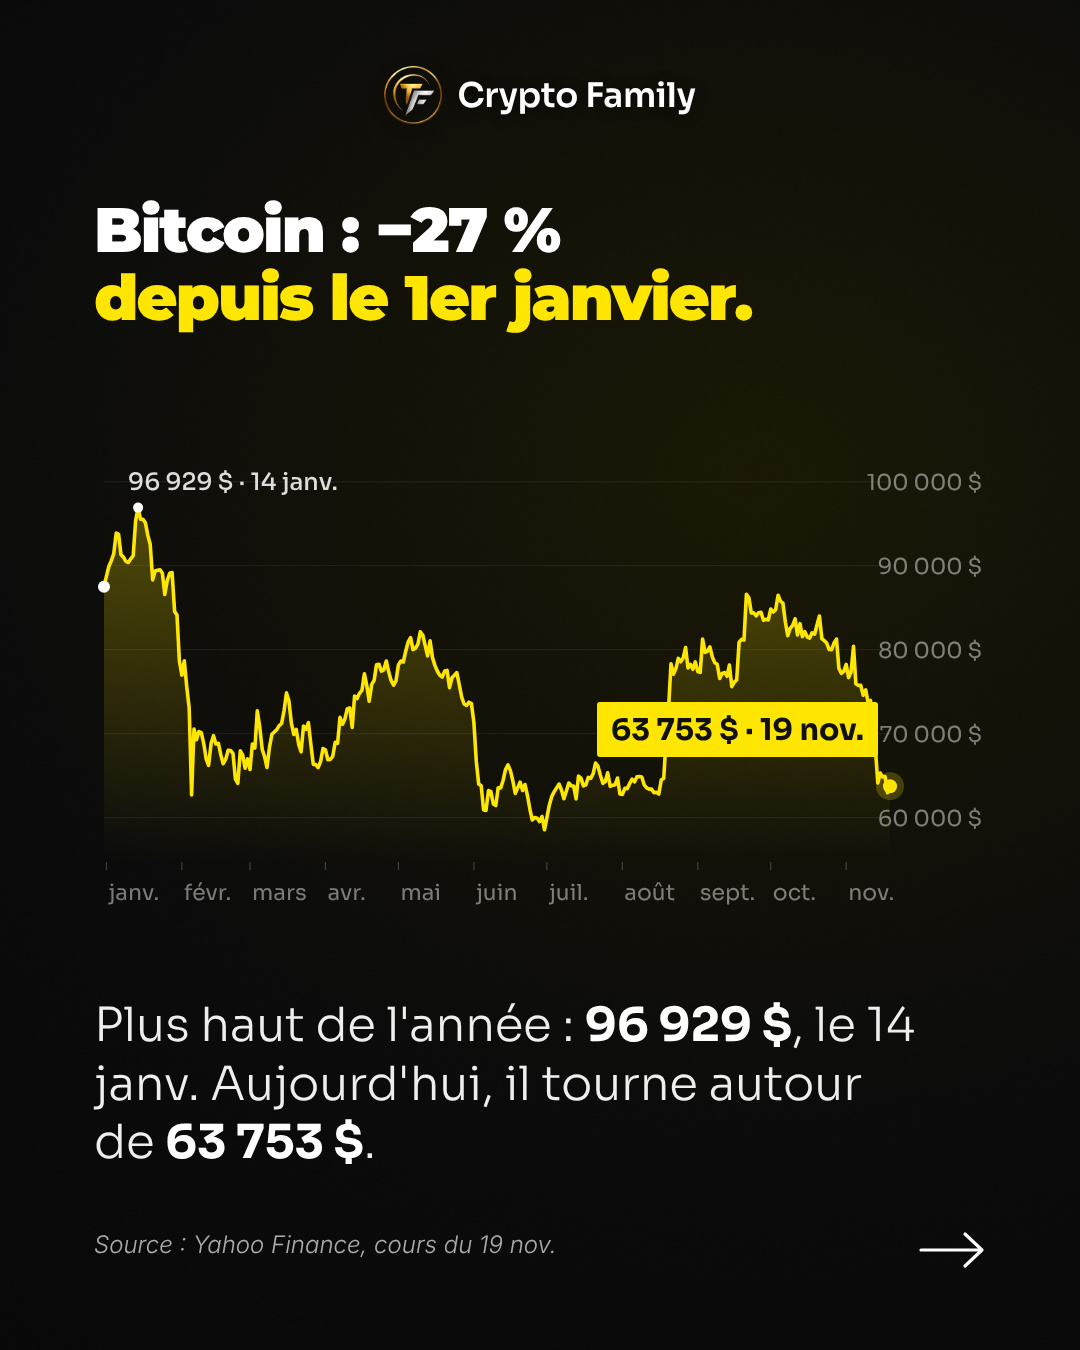 TF Crypto Family
Bitcoin : −27 %
depuis le 1er janvier.
96 929 $ · 14 janv.
100 000 $
90 000 $
80 000 $
63 753 $ · 19 nov.
70 000 $
60 000 $
janv. févr. mars avr. mai juin juil. août sept. oct. nov.
Plus haut de l'année : 96 929 $, le 14
janv. Aujourd'hui, il tourne autour
de 63 753 $.
Source : Yahoo Finance, cours du 19 nov.